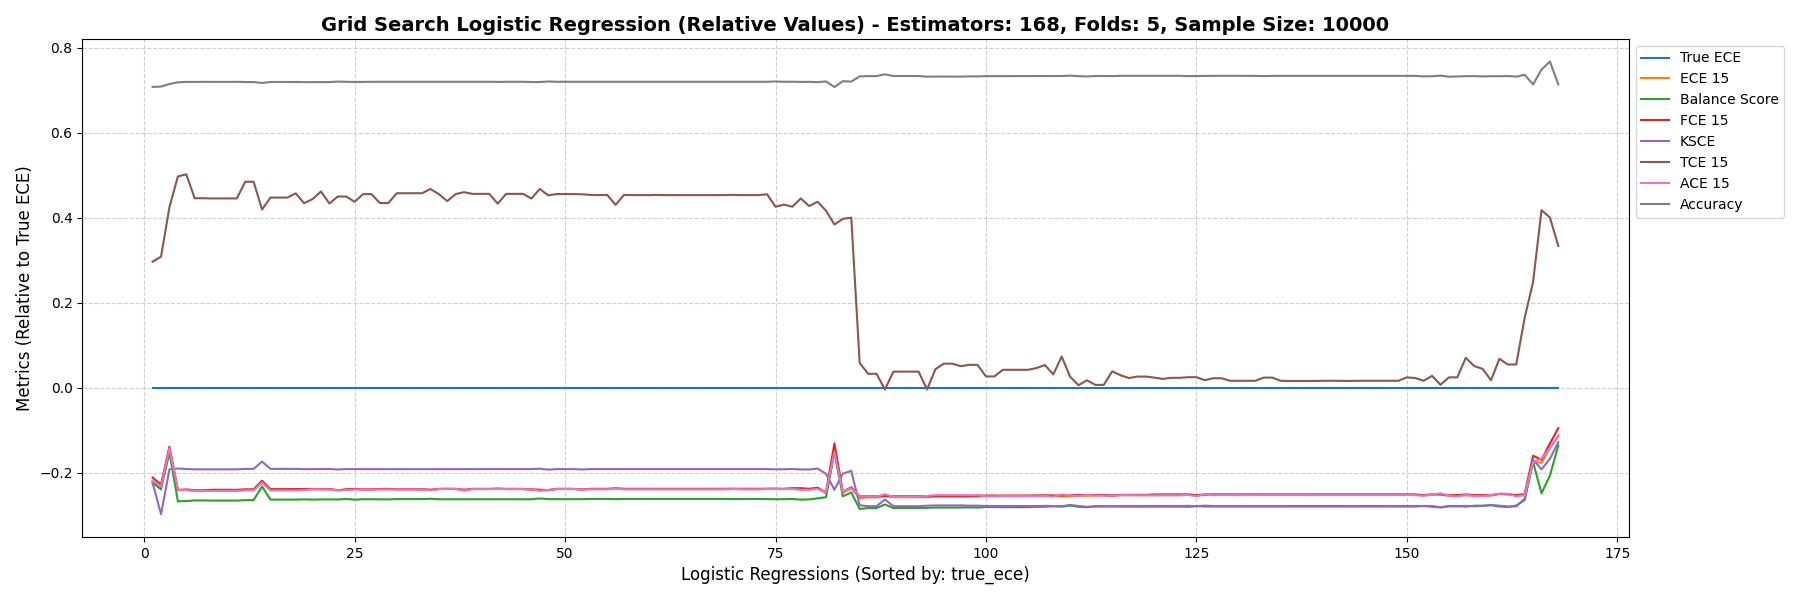 Grid Search Logistic Regression (Relative Values) - Estimators: 168, Folds: 5, Sample Size: 10000
Metrics (Relative to True ECE)
0.8
0.6
0.4
0.2
0.0
−0.2
0
25
50
75
100
125
150
175
Logistic Regressions (Sorted by: true_ece)
True ECE
ECE 15
Balance Score
FCE 15
KSCE
TCE 15
ACE 15
Accuracy